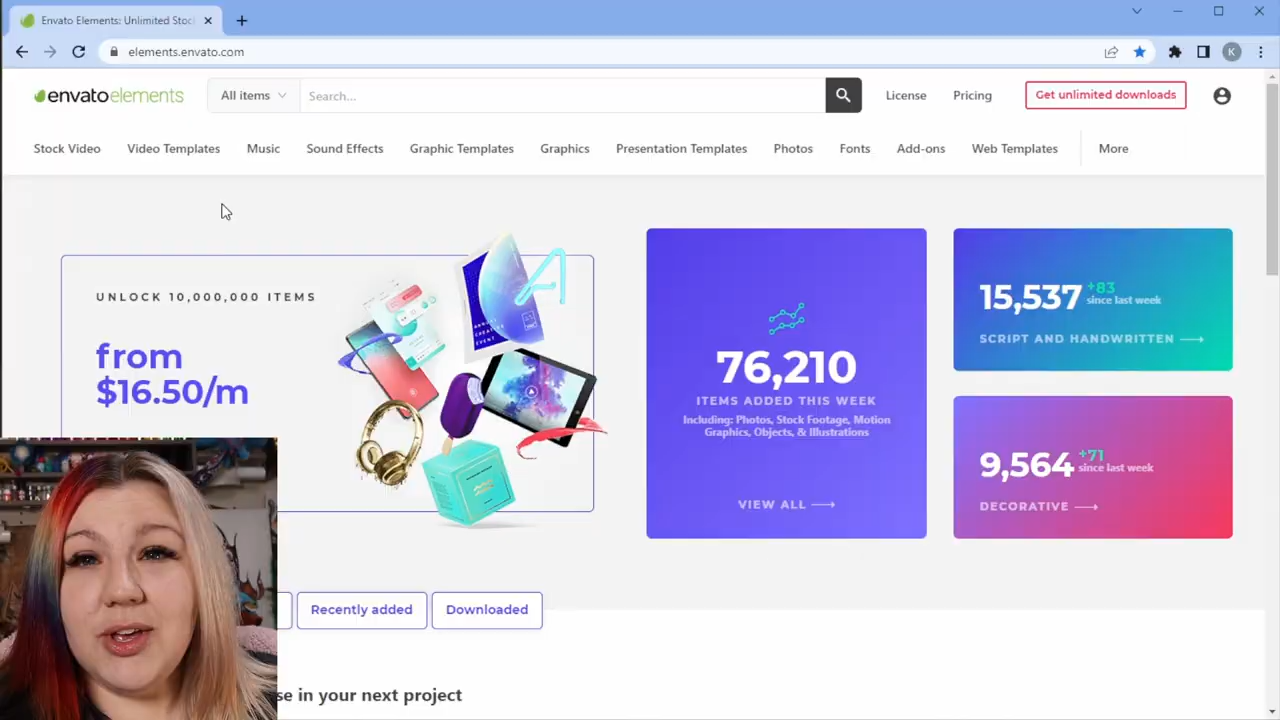 Envato Elements: Unlimited Stoc
elements.envato.com
K
envatoelements
All items
Search...
License
Pricing
Get unlimited downloads
Stock Video
Video Templates
Music
Sound Effects
Graphic Templates
Graphics
Presentation Templates
Photos
Fonts
Add-ons
Web Templates
More
UNLOCK 10,000,000 ITEMS
from
$16.50/m
ANNUAL
CREATIVE
EVENT
76,210
ITEMS ADDED THIS WEEK
Including: Photos, Stock Footage, Motion
Graphics, Objects, & Illustrations
VIEW ALL
15,537
+83
since last week
SCRIPT AND HANDWRITTEN
9,564
+71
since last week
DECORATIVE
Recently added
Downloaded
se in your next project